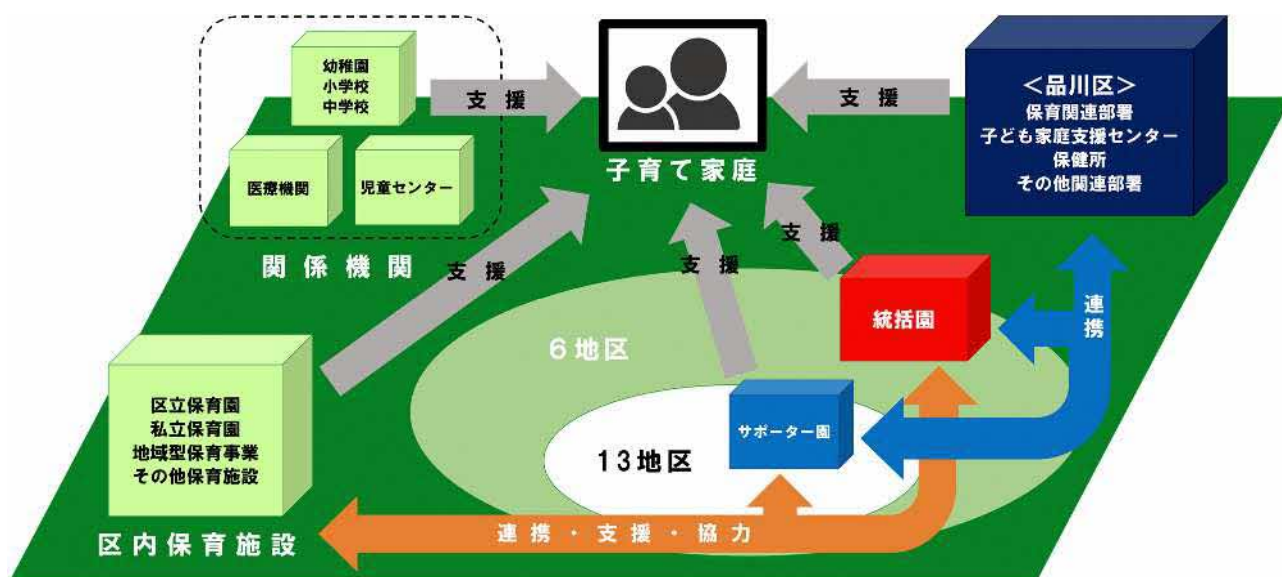 幼稚園
小学校
中学校
医療機関
児童センター
関係機関
支援
子育て家庭
支援
＜品川区＞
保育関連部署
子ども家庭支援センター
保健所
その他関連部署
支援
支援
支援
連携
統括園
6地区
サポーター園
13地区
区立保育園
私立保育園
地域型保育事業
その他保育施設
区内保育施設
連携・支援・協力